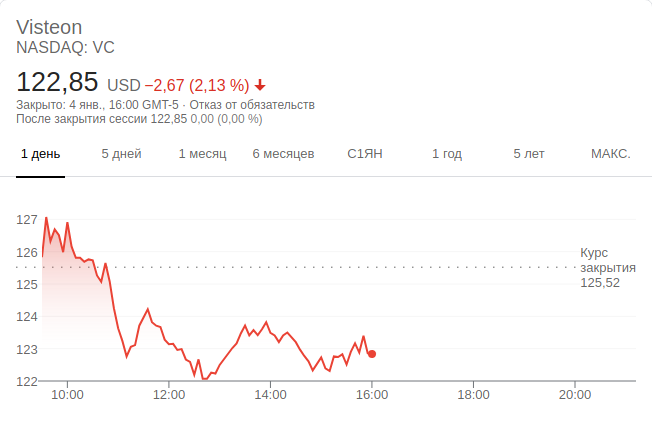 Visteon
NASDAQ: VC
122,85 USD −2,67 (2,13 %)
Закрыто: 4 янв., 16:00 GMT-5 · Отказ от обязательств
После закрытия сессии 122,85 0,00 (0,00 %)
1 день 5 дней 1 месяц 6 месяцев С1ЯН 1 год 5 лет МАКС.
127
126
125
124
123
122
Курс
закрытия
125,52
10:00 12:00 14:00 16:00 18:00 20:00